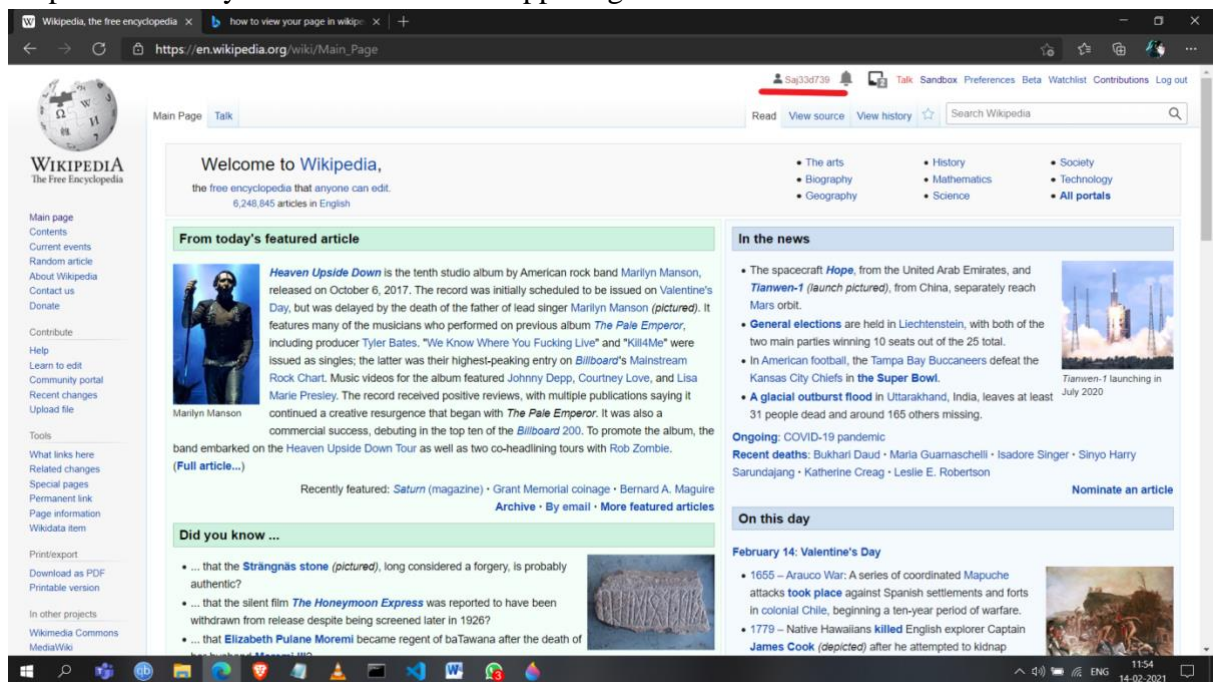 Wikipedia, the free encyclopedia
how to view your page in wikipe
https://en.wikipedia.org/wiki/Main_Page
Saj33d739 Talk Sandbox Preferences Beta Watchlist Contributions Log out
Main Page Talk
Read View source View history Search Wikipedia
WIKIPEDIA
The Free Encyclopedia
Main page
Contents
Current events
Random article
About Wikipedia
Contact us
Donate
Contribute
Help
Learn to edit
Community portal
Recent changes
Upload file
Tools
What links here
Related changes
Special pages
Permanent link
Page information
Wikidata item
Print/export
Download as PDF
Printable version
In other projects
Wikimedia Commons
MediaWiki
Welcome to Wikipedia,
the free encyclopedia that anyone can edit.
6,248,845 articles in English
• The arts
• Biography
• Geography
• History
• Mathematics
• Science
• Society
• Technology
• All portals
From today's featured article
Heaven Upside Down is the tenth studio album by American rock band Marilyn Manson,
released on October 6, 2017. The record was initially scheduled to be issued on Valentine's
Day, but was delayed by the death of the father of lead singer Marilyn Manson (pictured). It
features many of the musicians who performed on previous album The Pale Emperor,
including producer Tyler Bates. "We Know Where You Fucking Live" and "Kill4Me" were
issued as singles; the latter was their highest-peaking entry on Billboard's Mainstream
Rock Chart. Music videos for the album featured Johnny Depp, Courtney Love, and Lisa
Marie Presley. The record received positive reviews, with multiple publications saying it
continued a creative resurgence that began with The Pale Emperor. It was also a
commercial success, debuting in the top ten of the Billboard 200. To promote the album, the
band embarked on the Heaven Upside Down Tour as well as two co-headlining tours with Rob Zombie.
(Full article...)
Marilyn Manson
Recently featured: Saturn (magazine) • Grant Memorial coinage • Bernard A. Maguire
Archive • By email • More featured articles
Did you know ...
• ... that the Strängnäs stone (pictured), long considered a forgery, is probably
authentic?
• ... that the silent film The Honeymoon Express was reported to have been
withdrawn from release despite being screened later in 1926?
• ... that Elizabeth Pulane Moremi became regent of baTawana after the death of
In the news
• The spacecraft Hope, from the United Arab Emirates, and
Tianwen-1 (launch pictured), from China, separately reach
Mars orbit.
• General elections are held in Liechtenstein, with both of the
two main parties winning 10 seats out of the 25 total.
• In American football, the Tampa Bay Buccaneers defeat the
Kansas City Chiefs in the Super Bowl.
• A glacial outburst flood in Uttarakhand, India, leaves at least
31 people dead and around 165 others missing.
Tianwen-1 launching in
July 2020
Ongoing: COVID-19 pandemic
Recent deaths: Bukhari Daud • Maria Guarnaschelli • Isadore Singer • Sinyo Harry
Sarundajang • Katherine Creag • Leslie E. Robertson
Nominate an article
On this day
February 14: Valentine's Day
• 1655 – Arauco War: A series of coordinated Mapuche
attacks took place against Spanish settlements and forts
in colonial Chile, beginning a ten-year period of warfare.
• 1779 – Native Hawaiians killed English explorer Captain
James Cook (depicted) after he attempted to kidnap
ENG
11:54
14-02-2021